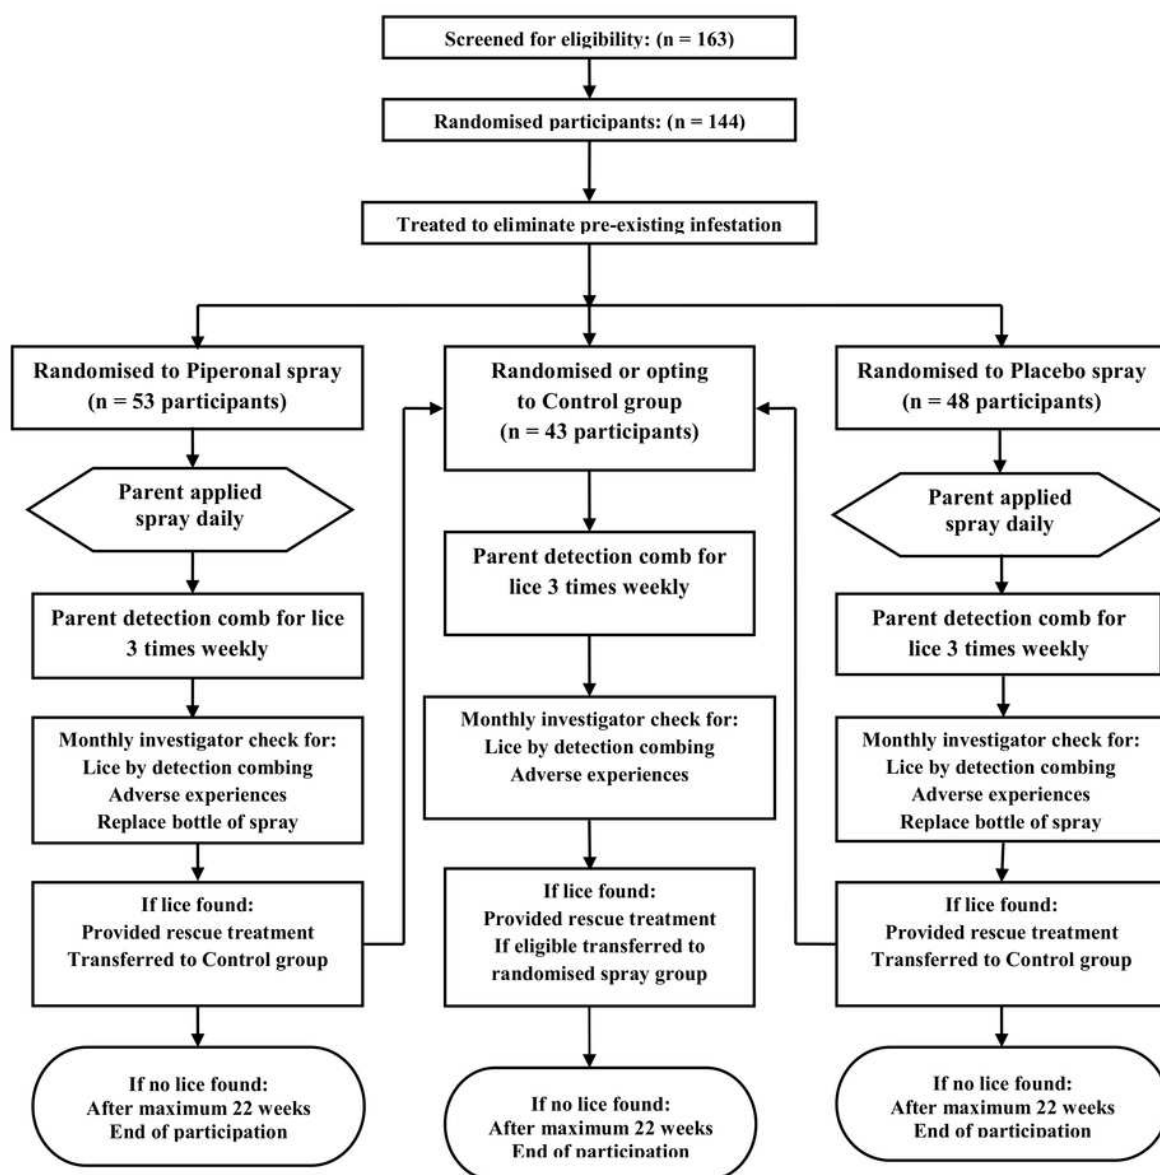 Screened for eligibility: (n = 163)
Randomised participants: (n = 144)
Treated to eliminate pre-existing infestation
Randomised to Piperonal spray
(n = 53 participants)
Parent applied
spray daily
Parent detection comb for lice
3 times weekly
Monthly investigator check for:
Lice by detection combing
Adverse experiences
Replace bottle of spray
If lice found:
Provided rescue treatment
Transferred to Control group
If no lice found:
After maximum 22 weeks
End of participation
Randomised or opting
to Control group
(n = 43 participants)
Parent detection comb for
lice 3 times weekly
Monthly investigator check for:
Lice by detection combing
Adverse experiences
If lice found:
Provided rescue treatment
If eligible transferred to
randomised spray group
If no lice found:
After maximum 22 weeks
End of participation
Randomised to Placebo spray
(n = 48 participants)
Parent applied
spray daily
Parent detection comb for
lice 3 times weekly
Monthly investigator check for:
Lice by detection combing
Adverse experiences
Replace bottle of spray
If lice found:
Provided rescue treatment
Transferred to Control group
If no lice found:
After maximum 22 weeks
End of participation